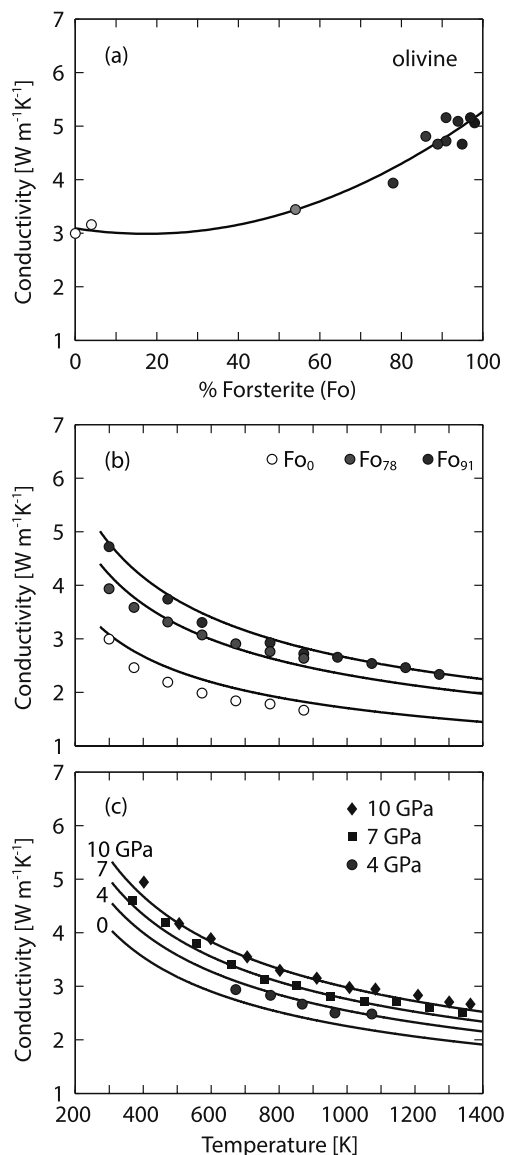 7
(a)
olivine
6
5
4
3
2
1
Conductivity [W m-1K-1]
0 20 40 60 80 100
% Forsterite (Fo)
7
(b)
Fo0 Fo78 Fo91
6
5
4
3
2
1
Conductivity [W m-1K-1]
7
(c)
10 GPa
7 GPa
4 GPa
6
5
4
3
2
1
10 GPa
7
4
0
Conductivity [W m-1K-1]
200 400 600 800 1000 1200 1400
Temperature [K]